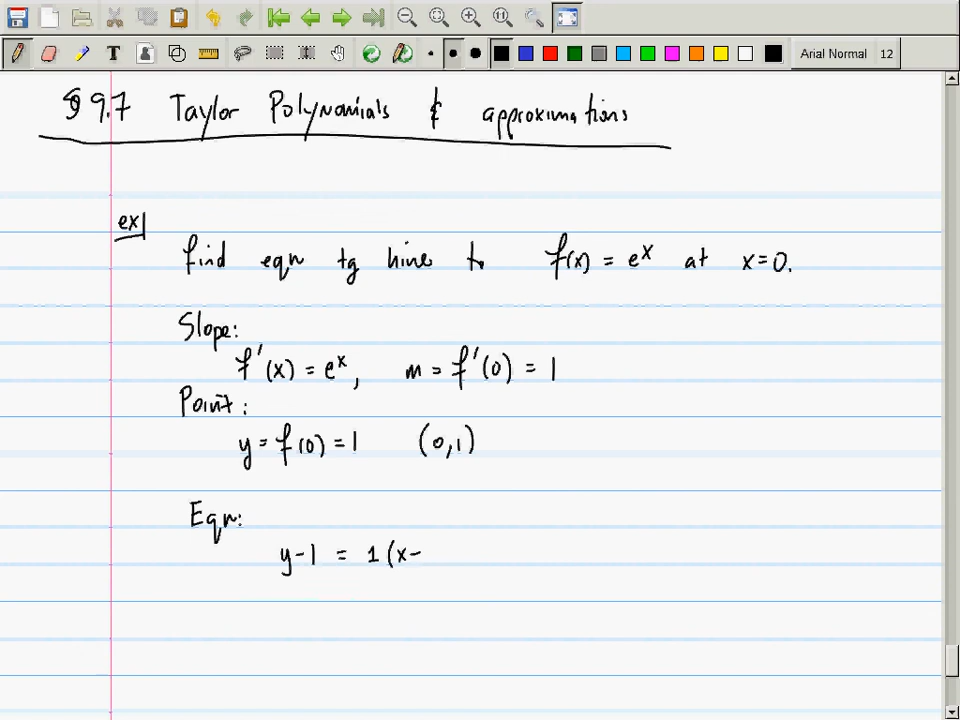 T
Arial Normal 12
§ 9.7 Taylor Polynomials & approximations
ex1
find eqn tg line to f(x) = e^x at x=0.
Slope:
f'(x) = e^x, m = f'(0) = 1
Point:
y = f(0) = 1 (0,1)
Eqn:
y-1 = 1 (x-